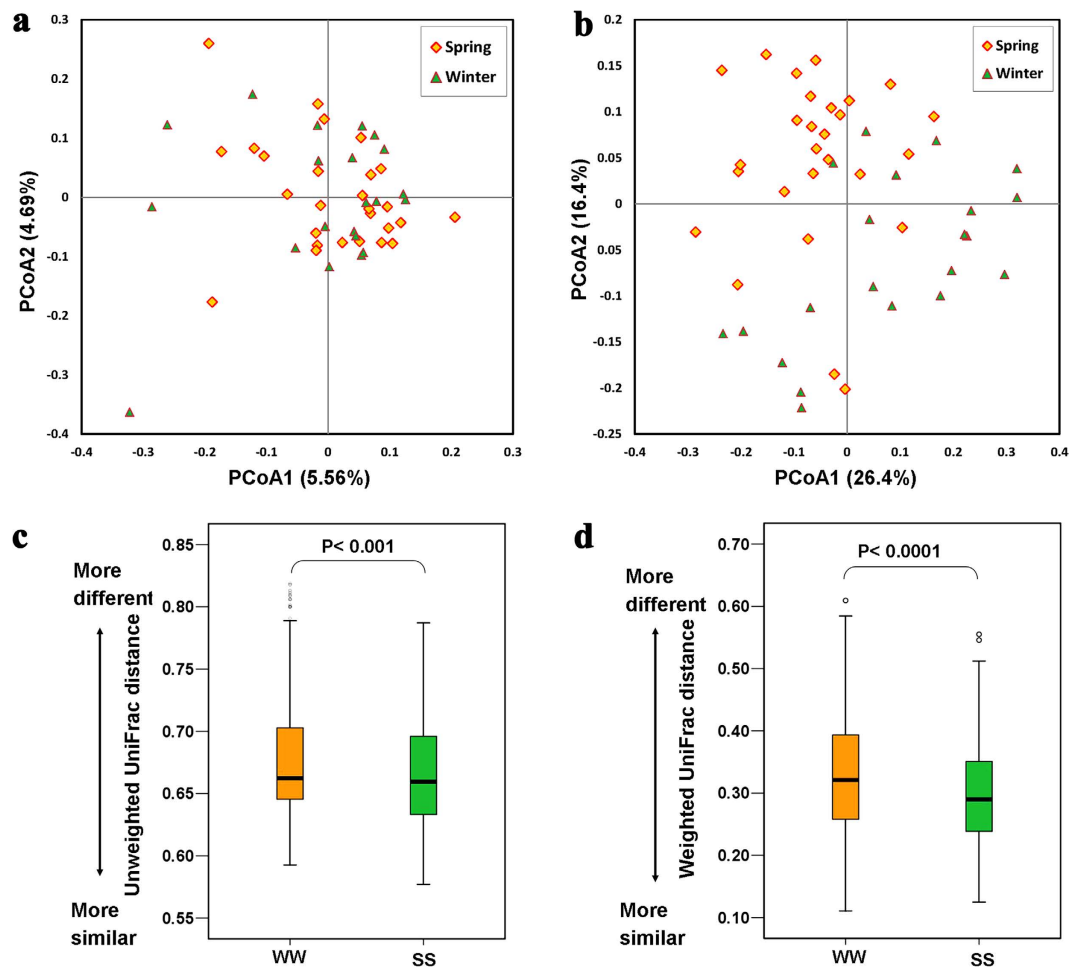 a
0.3
0.2
0.1
0
-0.1
-0.2
-0.3
-0.4
-0.4
-0.3
-0.2
-0.1
0
0.1
0.2
0.3
PCoA2 (4.69%)
PCoA1 (5.56%)
Spring
Winter
b
0.2
0.15
0.1
0.05
0
0.05
-0.1
-0.15
-0.2
-0.25
-0.4
-0.3
-0.2
-0.1
0
0.1
0.2
0.3
0.4
PCoA2 (16.4%)
PCoA1 (26.4%)
Spring
Winter
c
More
different
More
similar
Unweighted UniFrac distance
0.85
0.80
0.75
0.70
0.65
0.60
0.55
P< 0.001
WW
SS
d
More
different
More
similar
Weighted UniFrac distance
0.70
0.60
0.50
0.40
0.30
0.20
0.10
P< 0.0001
WW
SS